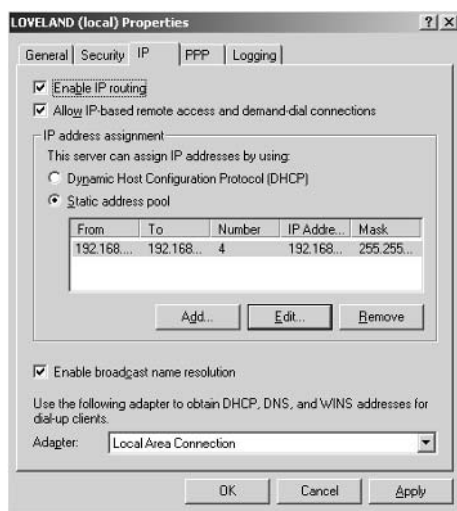 LOVELAND (local) Properties
General Security IP PPP Logging
Enable IP routing
Allow IP-based remote access and demand-dial connections
IP address assignment
This server can assign IP addresses by using:
Dynamic Host Configuration Protocol (DHCP)
Static address pool
From To Number IP Addre... Mask
192.168.... 192.168.... 4 192.168... 255.255...
Add... Edit... Remove
Enable broadcast name resolution
Use the following adapter to obtain DHCP, DNS, and WINS addresses for
dial-up clients.
Adapter: Local Area Connection
OK Cancel Apply